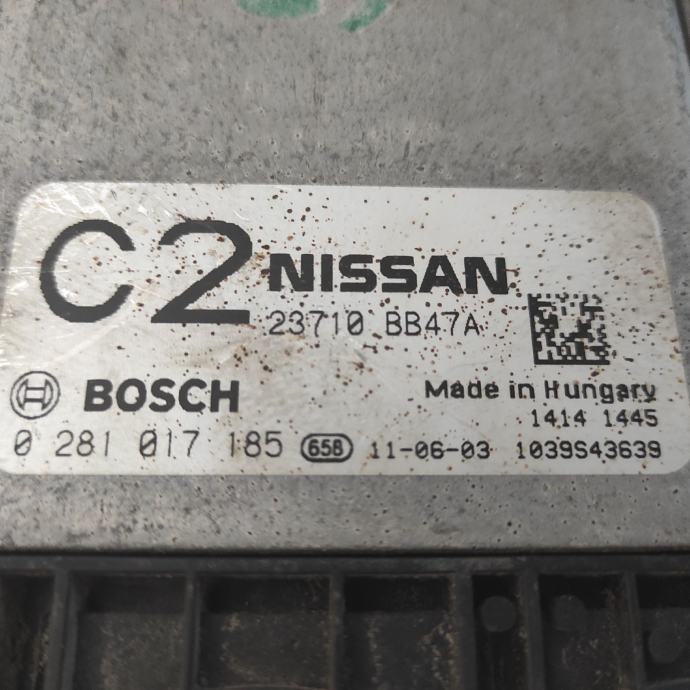 C2 NISSAN
23710 BB47A
BOSCH Made in Hungary
1414 1445
0 281 017 185 658 11-06-03 1039S43639